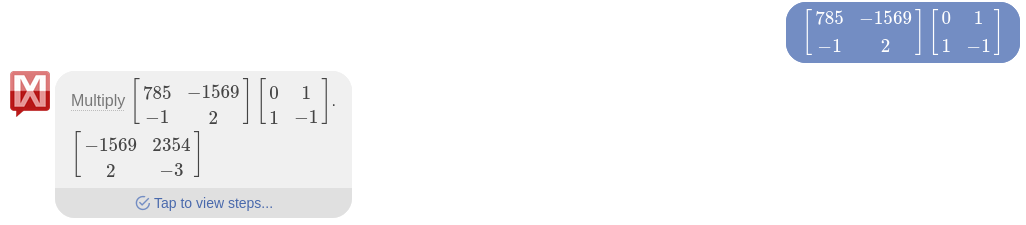 [785 −1569] [0 1]
[−1 2] [1 −1]
Multiply [785 −1569] [0 1] .
[−1 2] [1 −1]
[−1569 2354]
[2 −3]
Tap to view steps...